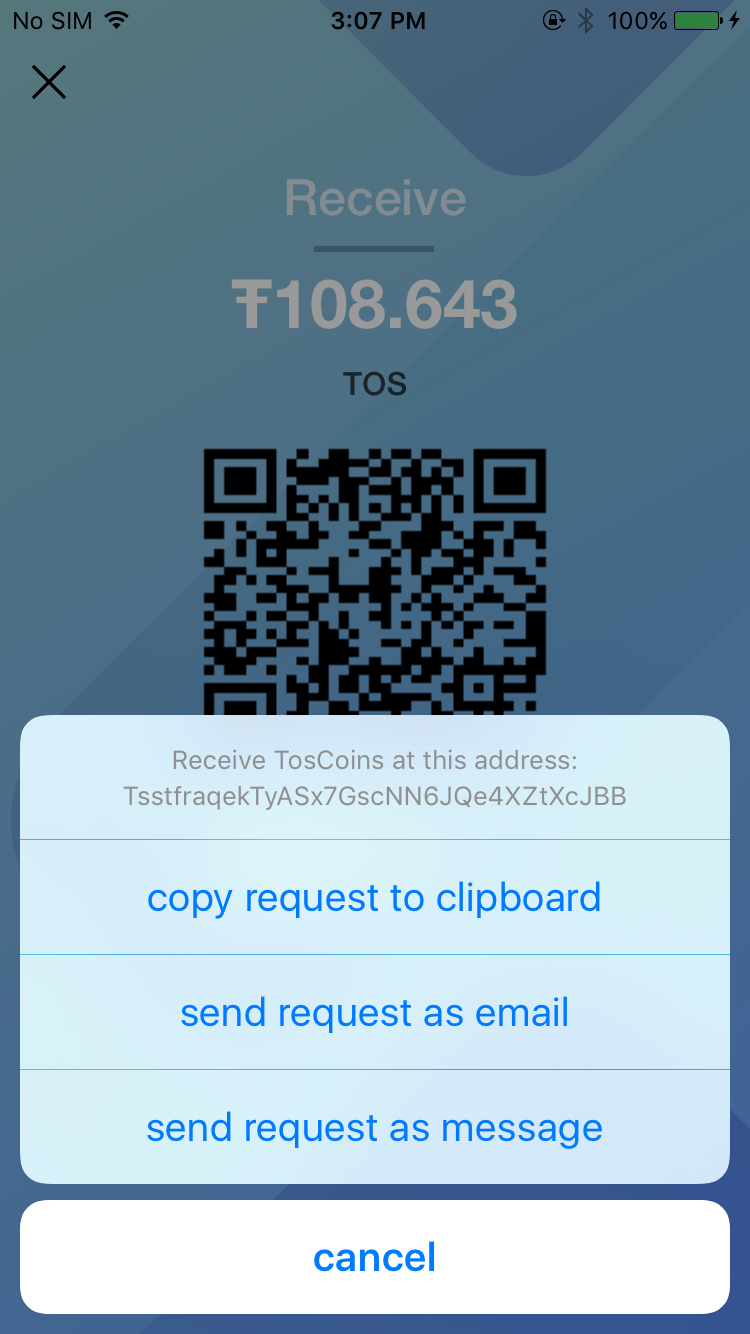 No SIM 3:07 PM 100%
Receive
Ŧ108.643
TOS
Receive TosCoins at this address:
TsstfraqekTyASx7GscNN6JQe4XZtXcJBB
copy request to clipboard
send request as email
send request as message
cancel